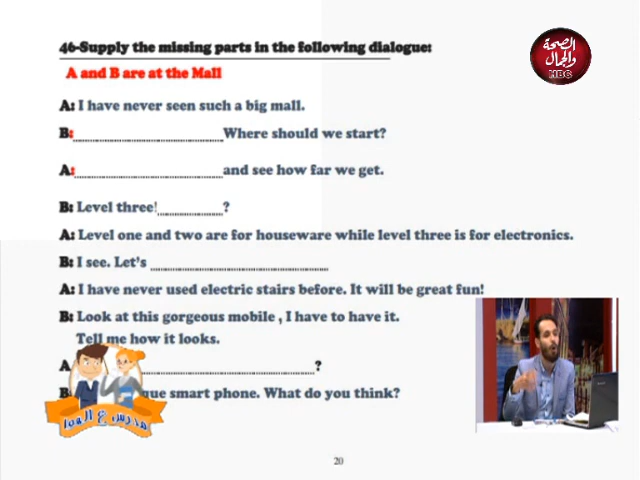 46-Supply the missing parts in the following dialogue:
الصحة
والجمال
HBC
A and B are at the Mall
A: I have never seen such a big mall.
B:........................................Where should we start?
A:........................................and see how far we get.
B: Level three!..................?
A: Level one and two are for houseware while level three is for electronics.
B: I see. Let's ................................................
A: I have never used electric stairs before. It will be great fun!
B: Look at this gorgeous mobile , I have to have it.
Tell me how it looks.
A ................................................?
B que smart phone. What do you think?
مدرس ع الهوا
20